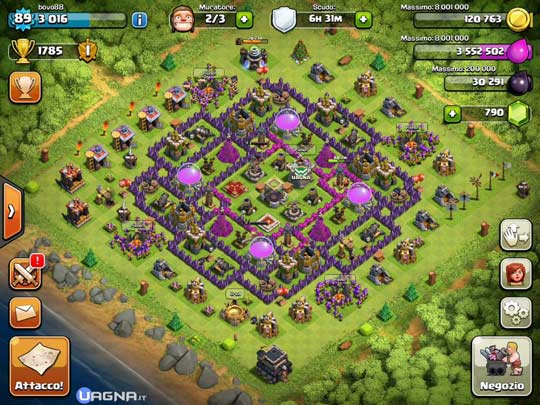 bovo88
89 3 016
Muratore:
2/3
Scudo:
6h 31m
Massimo: 8 001 000
120 763
1785
Massimo: 8 001 000
3 552 502
Massimo: 200 000
30 291
790
UAGNA
Attacco!
UAGNA.IT
Negozio